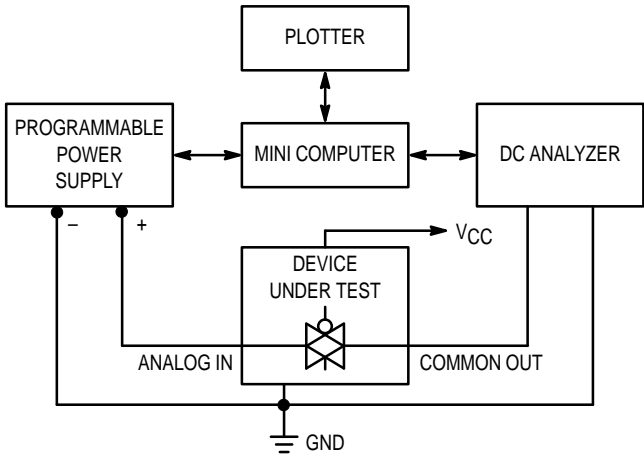 PLOTTER
PROGRAMMABLE
POWER
SUPPLY
MINI COMPUTER
DC ANALYZER
– +
VCC
DEVICE
UNDER TEST
ANALOG IN
COMMON OUT
GND